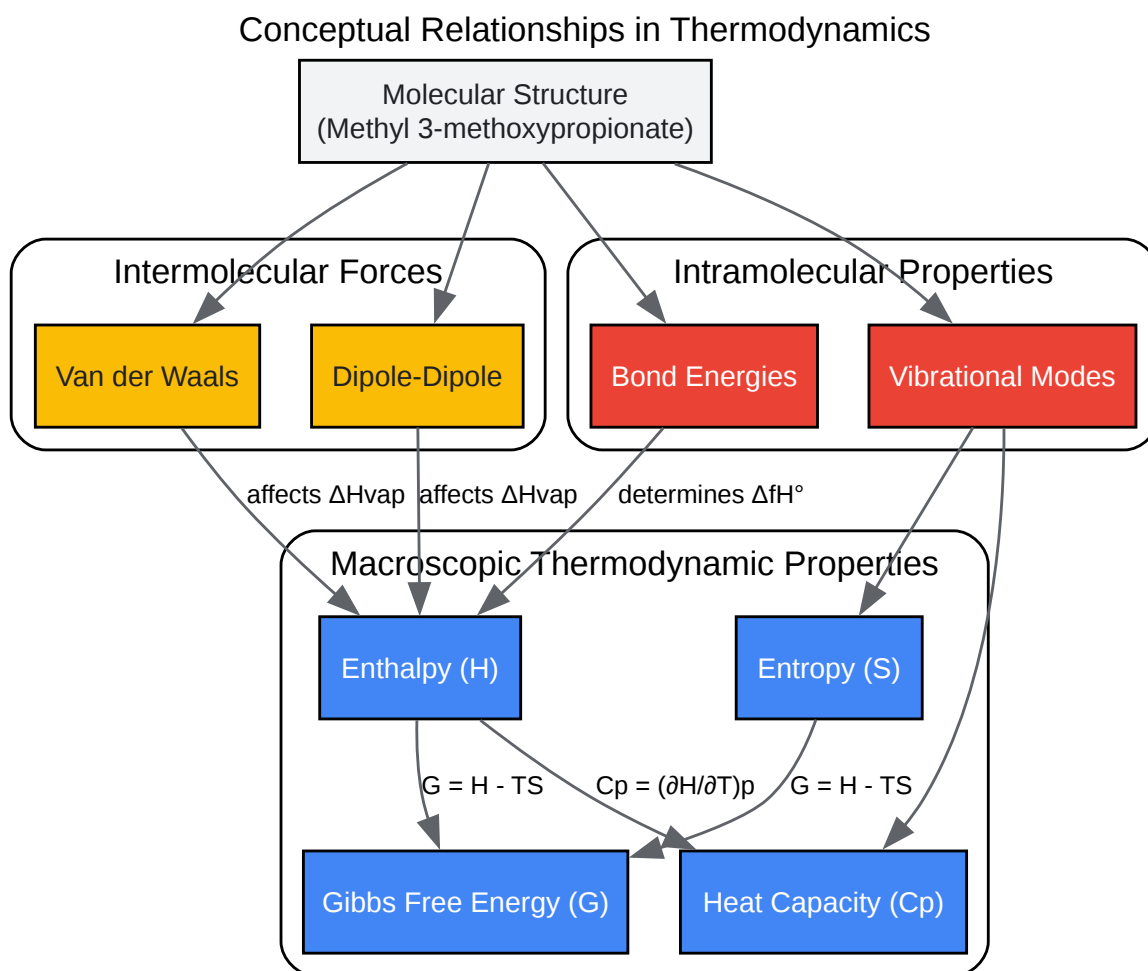 Conceptual Relationships in Thermodynamics
Molecular Structure
(Methyl 3-methoxypropionate)
Intermolecular Forces
Intramolecular Properties
Van der Waals
Dipole-Dipole
Bond Energies
Vibrational Modes
affects ΔHvap
affects ΔHvap
determines ΔfH°
Macroscopic Thermodynamic Properties
Enthalpy (H)
Entropy (S)
G = H - TS
Cp = (∂H/∂T)p
G = H - TS
Gibbs Free Energy (G)
Heat Capacity (Cp)